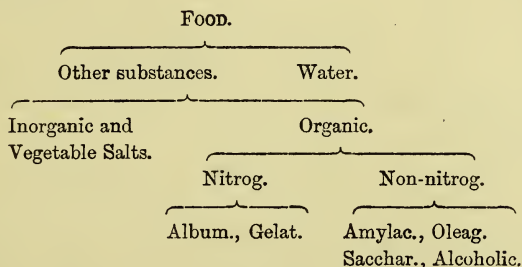 FOOD.
Other substances. Water.
Inorganic and Organic.
Vegetable Salts.
Nitrog. Non-nitrog.
Album., Gelat. Amylac., Oleag.
Sacchar., Alcoholic.